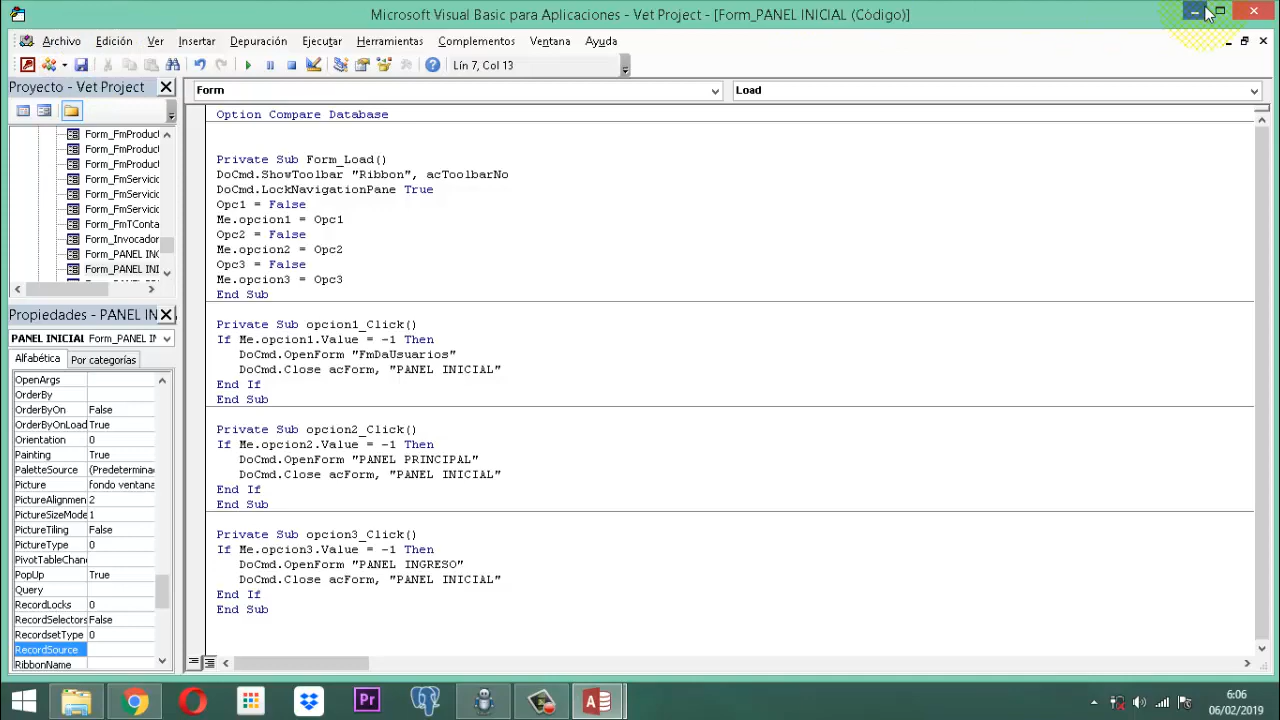 Microsoft Visual Basic para Aplicaciones - Vet Project - [Form_PANEL INICIAL (Código)]
Archivo Edición Ver Insertar Depuración Ejecutar Herramientas Complementos Ventana Ayuda
Lín 7, Col 13
Proyecto - Vet Project
Form Load
Form_FmProduct
Form_FmProduct
Form_FmProduct
Form_FmServicio
Form_FmServicio
Form_FmServicio
Form_FmTConta
Form_Invocador
Form_PANEL ING
Form_PANEL INI
Propiedades - PANEL IN
PANEL INICIAL Form_PANEL IN
Alfabética Por categorías
OpenArgs
OrderBy
OrderByOn False
OrderByOnLoad True
Orientation 0
Painting True
PaletteSource (Predetermina
Picture fondo ventana
PictureAlignmen 2
PictureSizeMode 1
PictureTiling False
PictureType 0
PivotTableChan
PopUp True
Query
RecordLocks 0
RecordSelectors False
RecordsetType 0
RecordSource
RibbonName
Option Compare Database
Private Sub Form_Load()
DoCmd.ShowToolbar "Ribbon", acToolbarNo
DoCmd.LockNavigationPane True
Opc1 = False
Me.opcion1 = Opc1
Opc2 = False
Me.opcion2 = Opc2
Opc3 = False
Me.opcion3 = Opc3
End Sub
Private Sub opcion1_Click()
If Me.opcion1.Value = -1 Then
DoCmd.OpenForm "FmDaUsuarios"
DoCmd.Close acForm, "PANEL INICIAL"
End If
End Sub
Private Sub opcion2_Click()
If Me.opcion2.Value = -1 Then
DoCmd.OpenForm "PANEL PRINCIPAL"
DoCmd.Close acForm, "PANEL INICIAL"
End If
End Sub
Private Sub opcion3_Click()
If Me.opcion3.Value = -1 Then
DoCmd.OpenForm "PANEL INGRESO"
DoCmd.Close acForm, "PANEL INICIAL"
End If
End Sub
Pr
6:06
06/02/2019